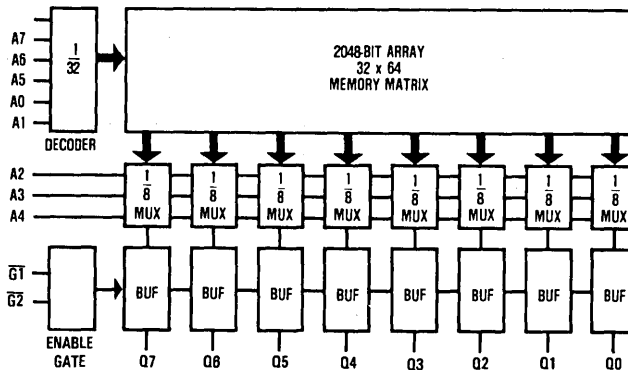 A7
A6
A5
A0
A1
1
32
DECODER
2048-BIT ARRAY
32 x 64
MEMORY MATRIX
A2
A3
A4
1
8
MUX
1
8
MUX
1
8
MUX
1
8
MUX
1
8
MUX
1
8
MUX
1
8
MUX
1
8
MUX
G1
G2
ENABLE
GATE
BUF
BUF
BUF
BUF
BUF
BUF
BUF
BUF
Q7
Q6
Q5
Q4
Q3
Q2
Q1
Q0